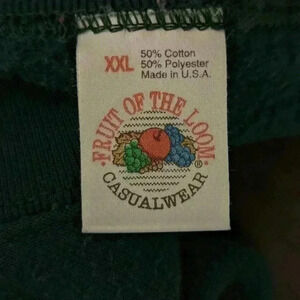 XXL
50% Cotton
50% Polyester
Made in U.S.A.
FRUIT OF THE LOOM
®
CASUALWEAR